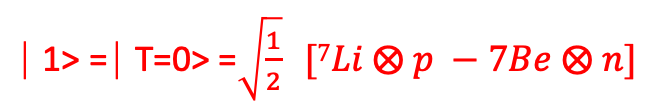 | 1> = | T=0> = √1/2 [⁷Li ⊗ p − 7Be ⊗ n]